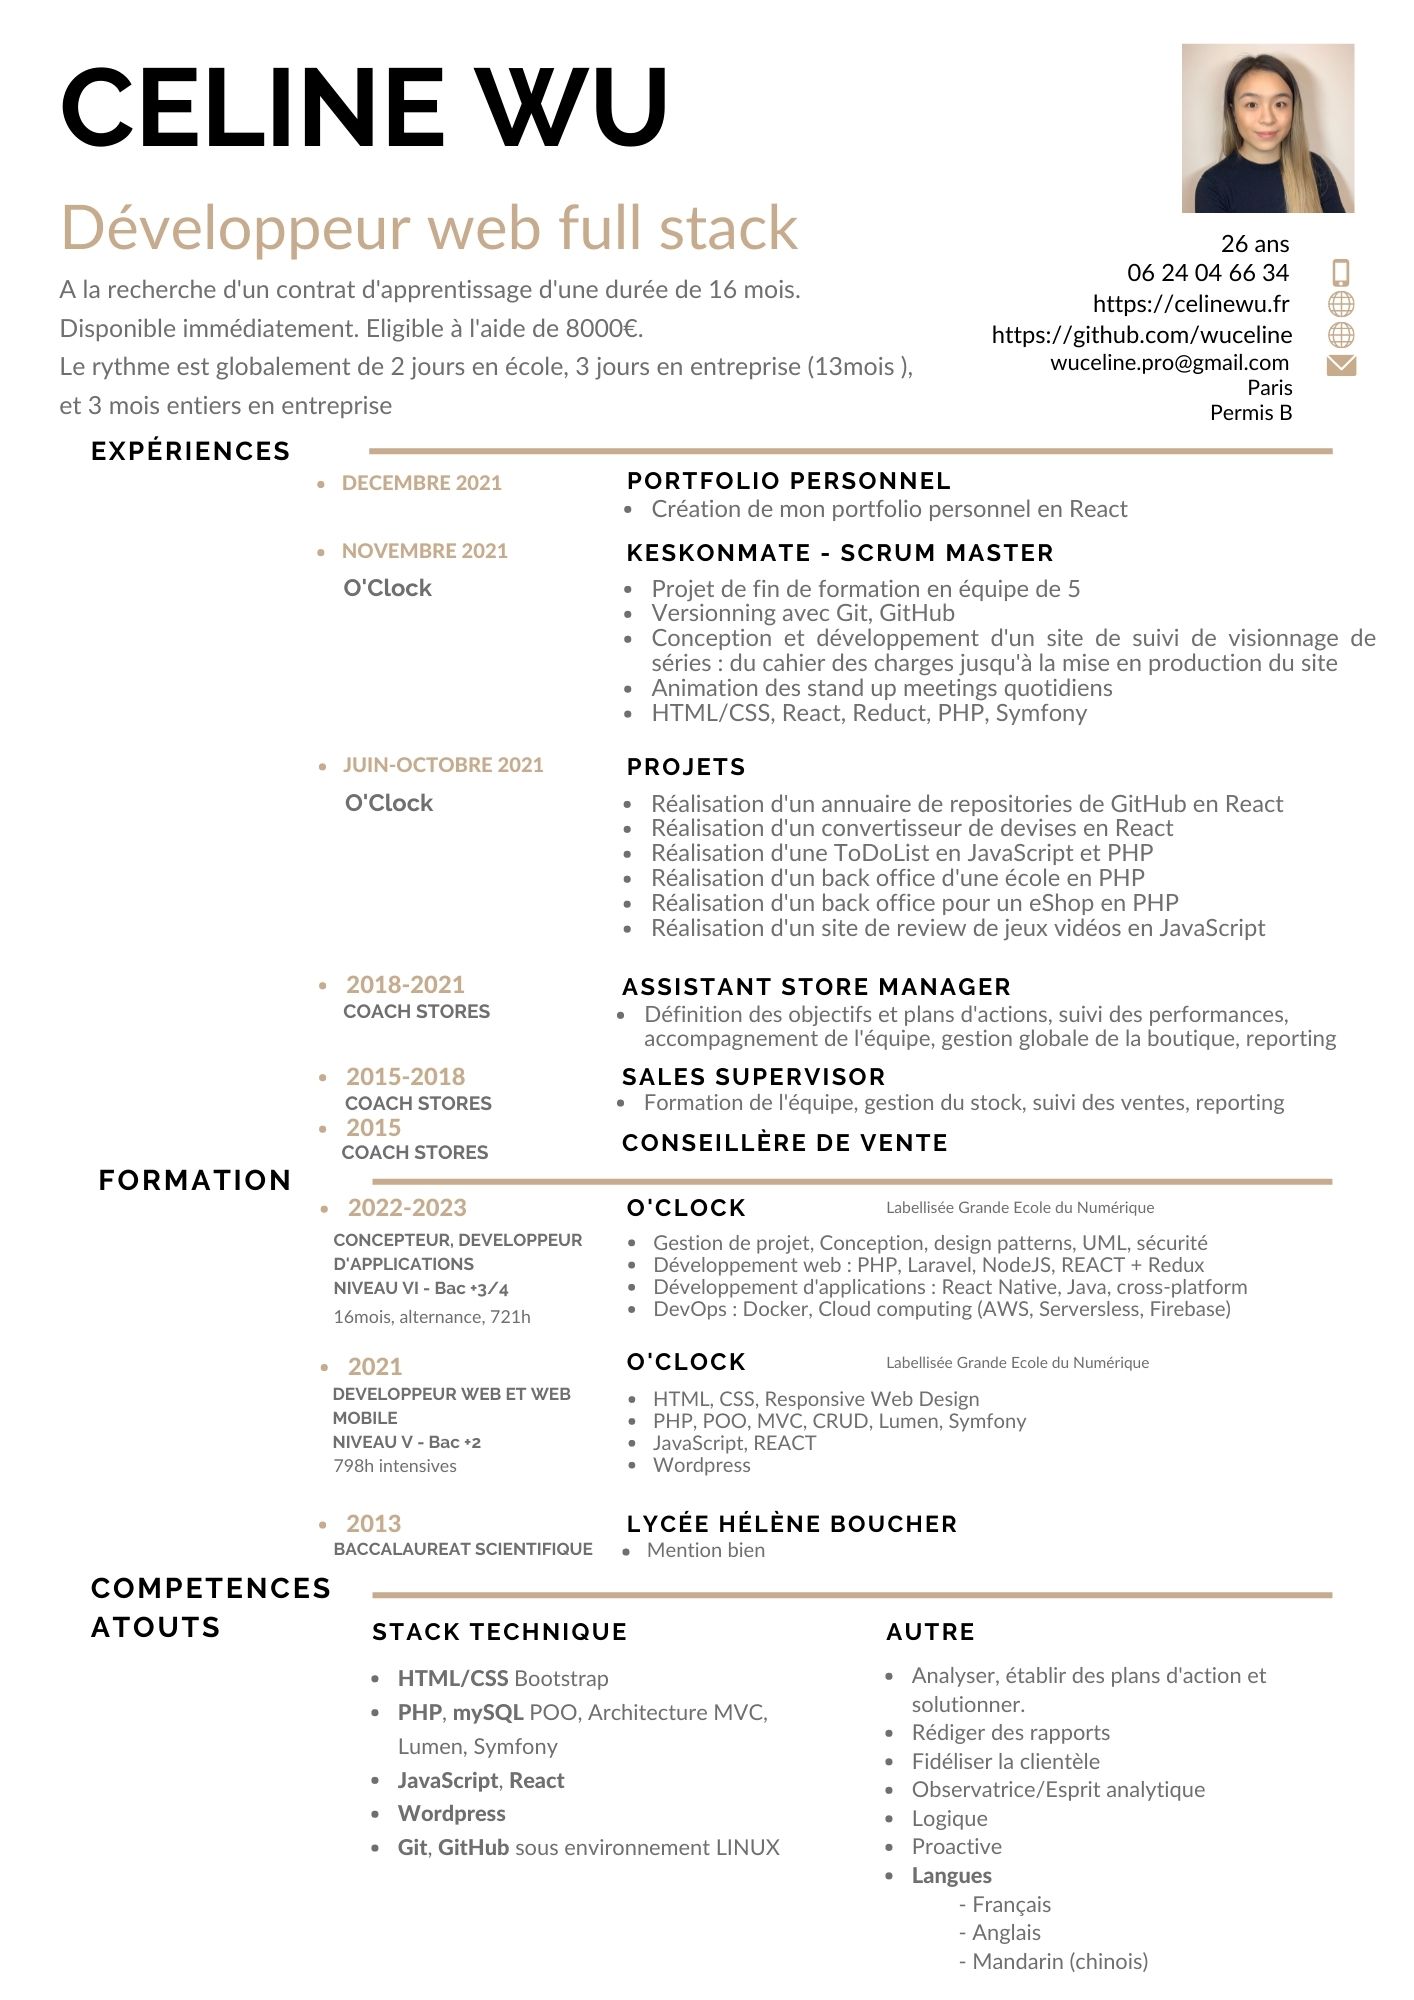 CELINE WU
Développeur web full stack
A la recherche d'un contrat d'apprentissage d'une durée de 16 mois.
Disponible immédiatement. Eligible à l'aide de 8000€.
Le rythme est globalement de 2 jours en école, 3 jours en entreprise (13mois ),
et 3 mois entiers en entreprise
26 ans
06 24 04 66 34
https://celinewu.fr
https://github.com/wuceline
wuceline.pro@gmail.com
Paris
Permis B
EXPÉRIENCES
• DECEMBRE 2021
PORTFOLIO PERSONNEL
• Création de mon portfolio personnel en React
• NOVEMBRE 2021
O'Clock
KESKONMATE - SCRUM MASTER
• Projet de fin de formation en équipe de 5
• Versionning avec Git, GitHub
• Conception et développement d'un site de suivi de visionnage de
séries : du cahier des charges jusqu'à la mise en production du site
• Animation des stand up meetings quotidiens
• HTML/CSS, React, Reduct, PHP, Symfony
• JUIN-OCTOBRE 2021
O'Clock
PROJETS
• Réalisation d'un annuaire de repositories de GitHub en React
• Réalisation d'un convertisseur de devises en React
• Réalisation d'une ToDoList en JavaScript et PHP
• Réalisation d'un back office d'une école en PHP
• Réalisation d'un back office pour un eShop en PHP
• Réalisation d'un site de review de jeux vidéos en JavaScript
• 2018-2021
COACH STORES
ASSISTANT STORE MANAGER
• Définition des objectifs et plans d'actions, suivi des performances,
accompagnement de l'équipe, gestion globale de la boutique, reporting
• 2015-2018
COACH STORES
SALES SUPERVISOR
• Formation de l'équipe, gestion du stock, suivi des ventes, reporting
• 2015
COACH STORES
CONSEILLÈRE DE VENTE
FORMATION
• 2022-2023
CONCEPTEUR, DEVELOPPEUR
D'APPLICATIONS
NIVEAU VI - Bac +3/4
16mois, alternance, 721h
O'CLOCK Labellisée Grande Ecole du Numérique
• Gestion de projet, Conception, design patterns, UML, sécurité
• Développement web : PHP, Laravel, NodeJS, REACT + Redux
• Développement d'applications : React Native, Java, cross-platform
• DevOps : Docker, Cloud computing (AWS, Serversless, Firebase)
• 2021
DEVELOPPEUR WEB ET WEB
MOBILE
NIVEAU V - Bac +2
798h intensives
O'CLOCK Labellisée Grande Ecole du Numérique
• HTML, CSS, Responsive Web Design
• PHP, POO, MVC, CRUD, Lumen, Symfony
• JavaScript, REACT
• Wordpress
• 2013
BACCALAUREAT SCIENTIFIQUE
LYCÉE HÉLÈNE BOUCHER
• Mention bien
COMPETENCES
ATOUTS
STACK TECHNIQUE
• HTML/CSS Bootstrap
• PHP, mySQL POO, Architecture MVC,
Lumen, Symfony
• JavaScript, React
• Wordpress
• Git, GitHub sous environnement LINUX
AUTRE
• Analyser, établir des plans d'action et
solutionner.
• Rédiger des rapports
• Fidéliser la clientèle
• Observatrice/Esprit analytique
• Logique
• Proactive
• Langues
- Français
- Anglais
- Mandarin (chinois)